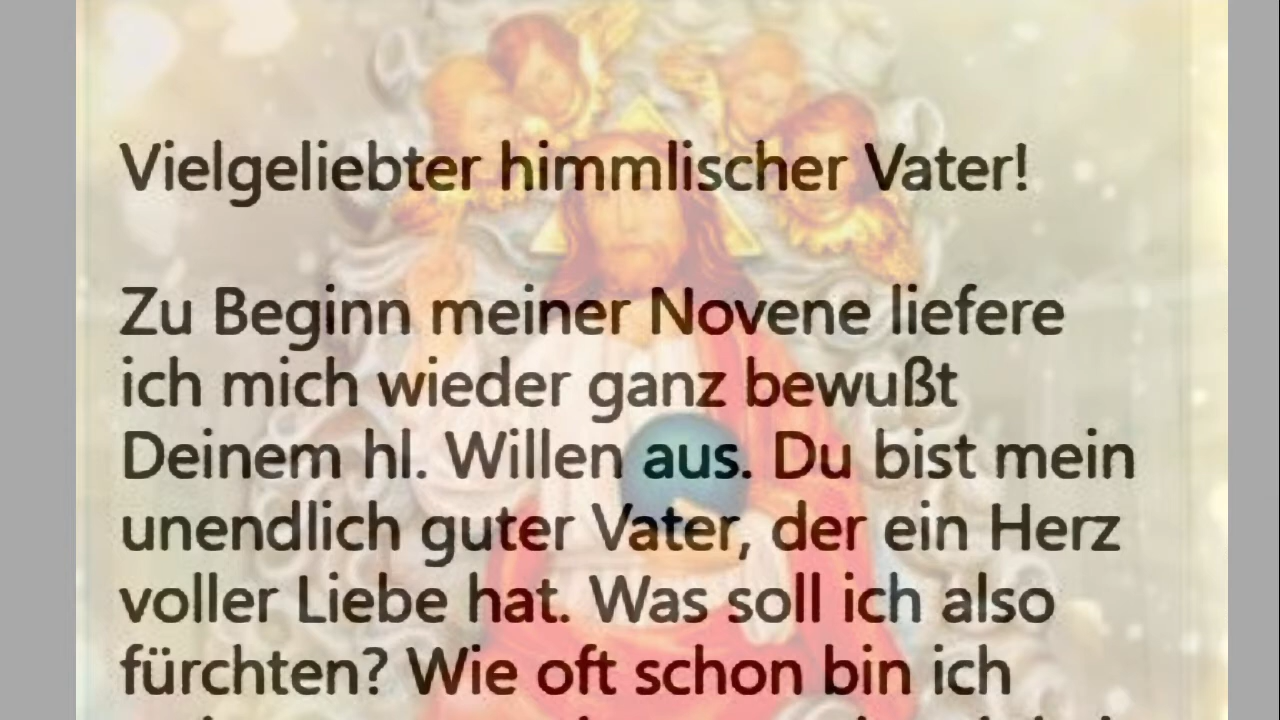 Vielgeliebter himmlischer Vater!
Zu Beginn meiner Novene liefere
ich mich wieder ganz bewußt
Deinem hl. Willen aus. Du bist mein
unendlich guter Vater, der ein Herz
voller Liebe hat. Was soll ich also
fürchten? Wie oft schon bin ich